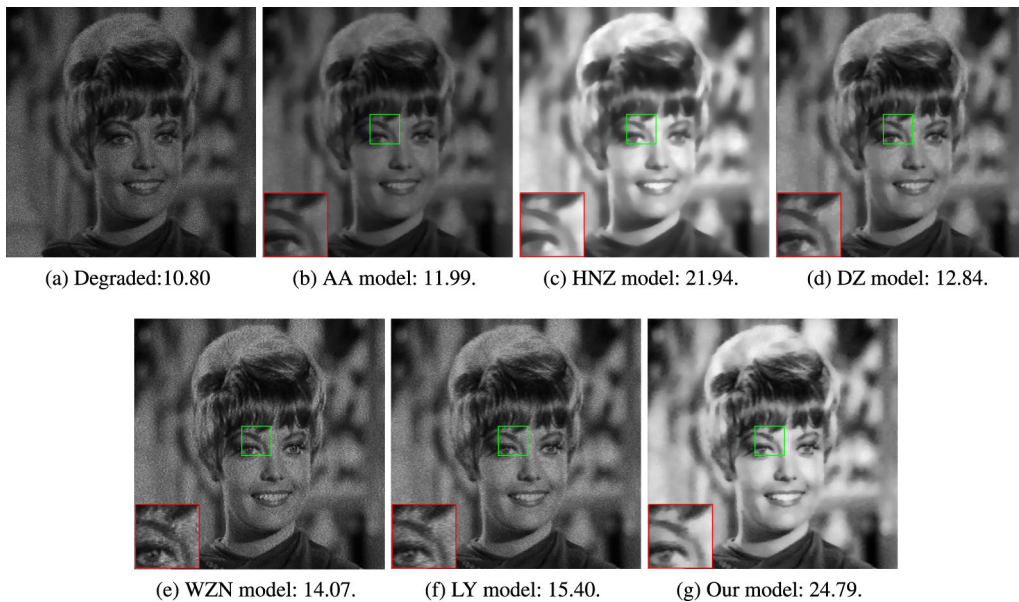 (a) Degraded:10.80
(b) AA model: 11.99.
(c) HNZ model: 21.94.
(d) DZ model: 12.84.
(e) WZN model: 14.07.
(f) LY model: 15.40.
(g) Our model: 24.79.